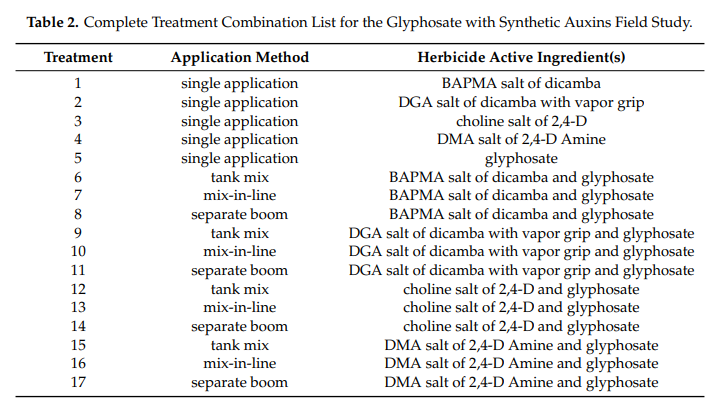 Table 2. Complete Treatment Combination List for the Glyphosate with Synthetic Auxins Field Study.
Treatment Application Method Herbicide Active Ingredient(s)
1 single application BAPMA salt of dicamba
2 single application DGA salt of dicamba with vapor grip
3 single application choline salt of 2,4-D
4 single application DMA salt of 2,4-D Amine
5 single application glyphosate
6 tank mix BAPMA salt of dicamba and glyphosate
7 mix-in-line BAPMA salt of dicamba and glyphosate
8 separate boom BAPMA salt of dicamba and glyphosate
9 tank mix DGA salt of dicamba with vapor grip and glyphosate
10 mix-in-line DGA salt of dicamba with vapor grip and glyphosate
11 separate boom DGA salt of dicamba with vapor grip and glyphosate
12 tank mix choline salt of 2,4-D and glyphosate
13 mix-in-line choline salt of 2,4-D and glyphosate
14 separate boom choline salt of 2,4-D and glyphosate
15 tank mix DMA salt of 2,4-D Amine and glyphosate
16 mix-in-line DMA salt of 2,4-D Amine and glyphosate
17 separate boom DMA salt of 2,4-D Amine and glyphosate